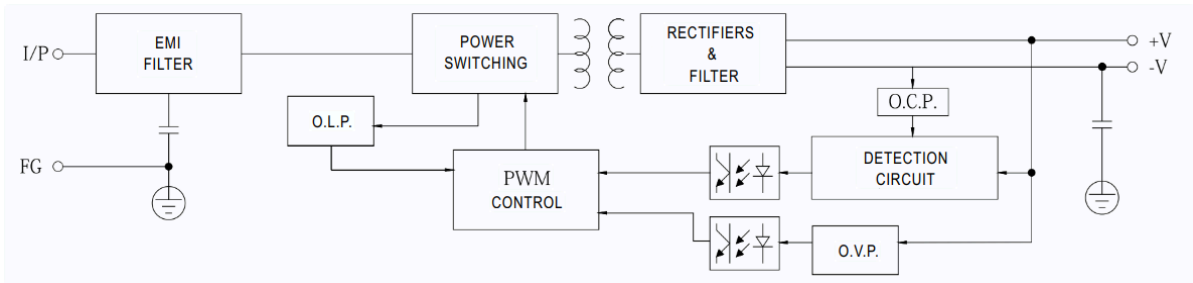 I/P
EMI
FILTER
POWER
SWITCHING
RECTIFIERS
&
FILTER
+V
-V
O.L.P.
O.C.P.
FG
PWM
CONTROL
DETECTION
CIRCUIT
O.V.P.